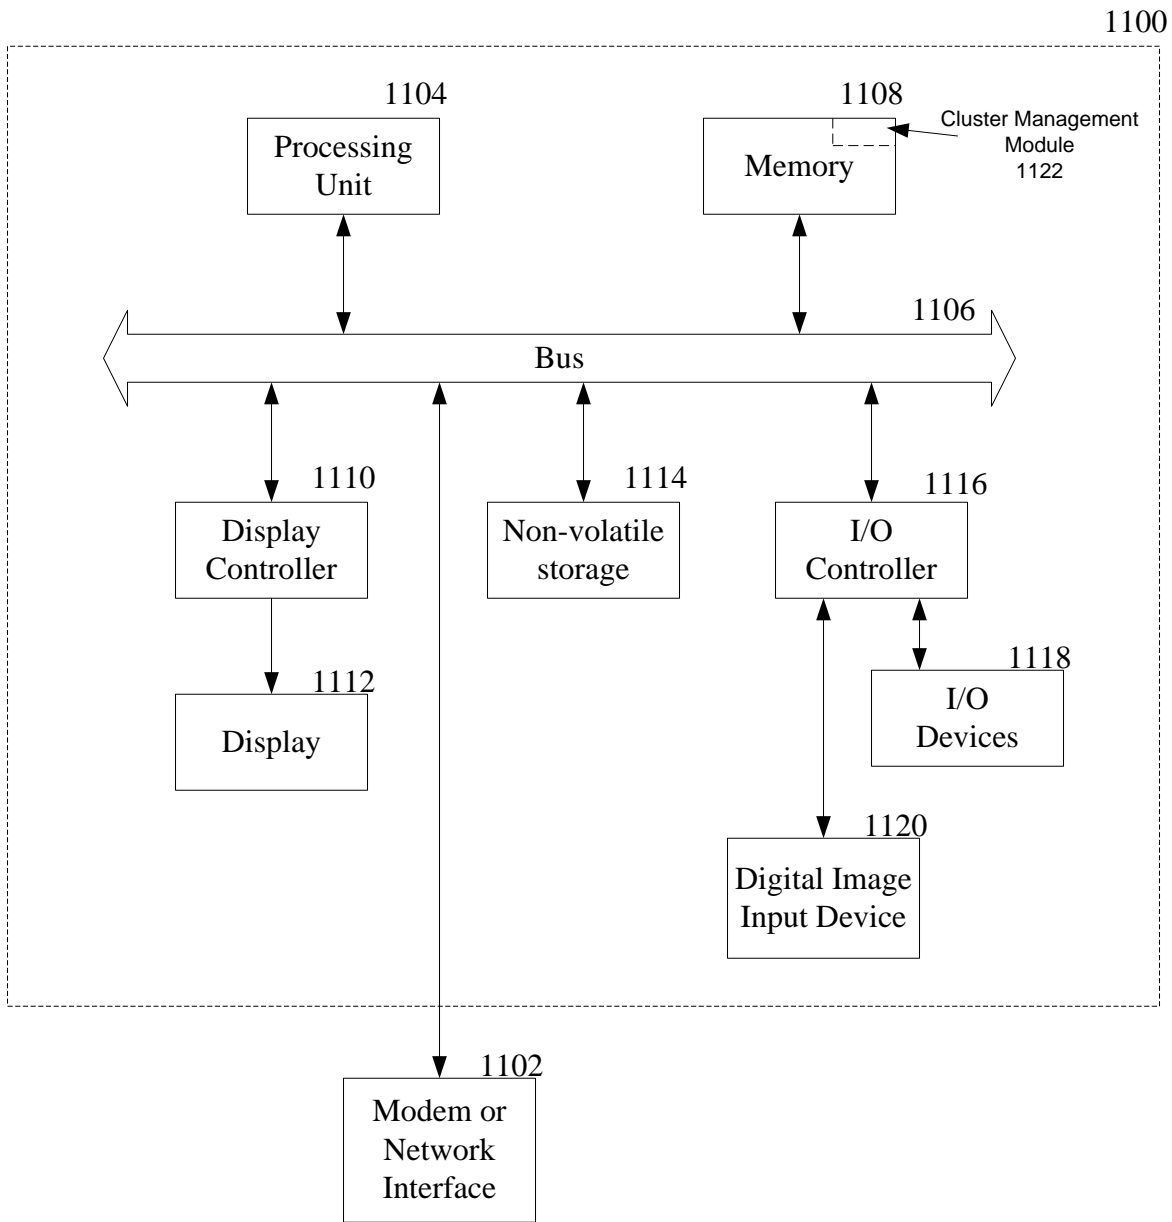 1100
1104
Processing
Unit
1108
Memory
Cluster Management
Module
1122
1106
Bus
1110
Display
Controller
1114
Non-volatile
storage
1116
I/O
Controller
1112
Display
1118
I/O
Devices
1120
Digital Image
Input Device
1102
Modem or
Network
Interface